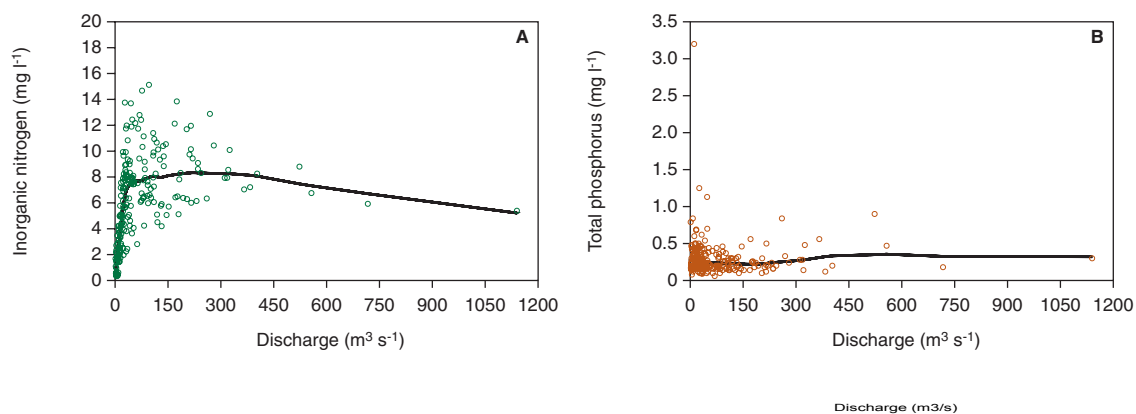 A
Inorganic nitrogen (mg l⁻¹)
20
18
16
14
12
10
8
6
4
2
0
0 150 300 450 600 750 900 1050 1200
Discharge (m³ s⁻¹)
B
Total phosphorus (mg l⁻¹)
3.5
3.0
2.5
2.0
1.5
1.0
0.5
0
0 150 300 450 600 750 900 1050 1200
Discharge (m³ s⁻¹)
Discharge (m3/s)